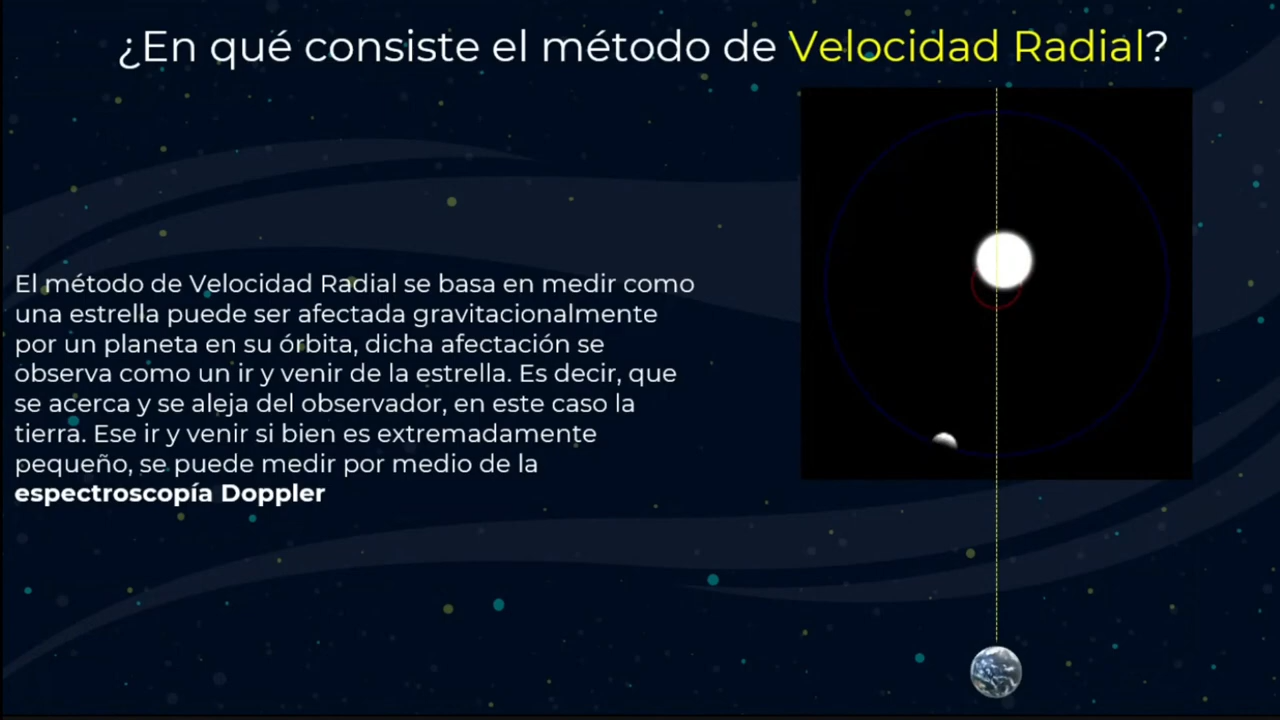 ¿En qué consiste el método de Velocidad Radial?
El método de Velocidad Radial se basa en medir como
una estrella puede ser afectada gravitacionalmente
por un planeta en su órbita, dicha afectación se
observa como un ir y venir de la estrella. Es decir, que
se acerca y se aleja del observador, en este caso la
tierra. Ese ir y venir si bien es extremadamente
pequeño, se puede medir por medio de la
espectroscopía Doppler